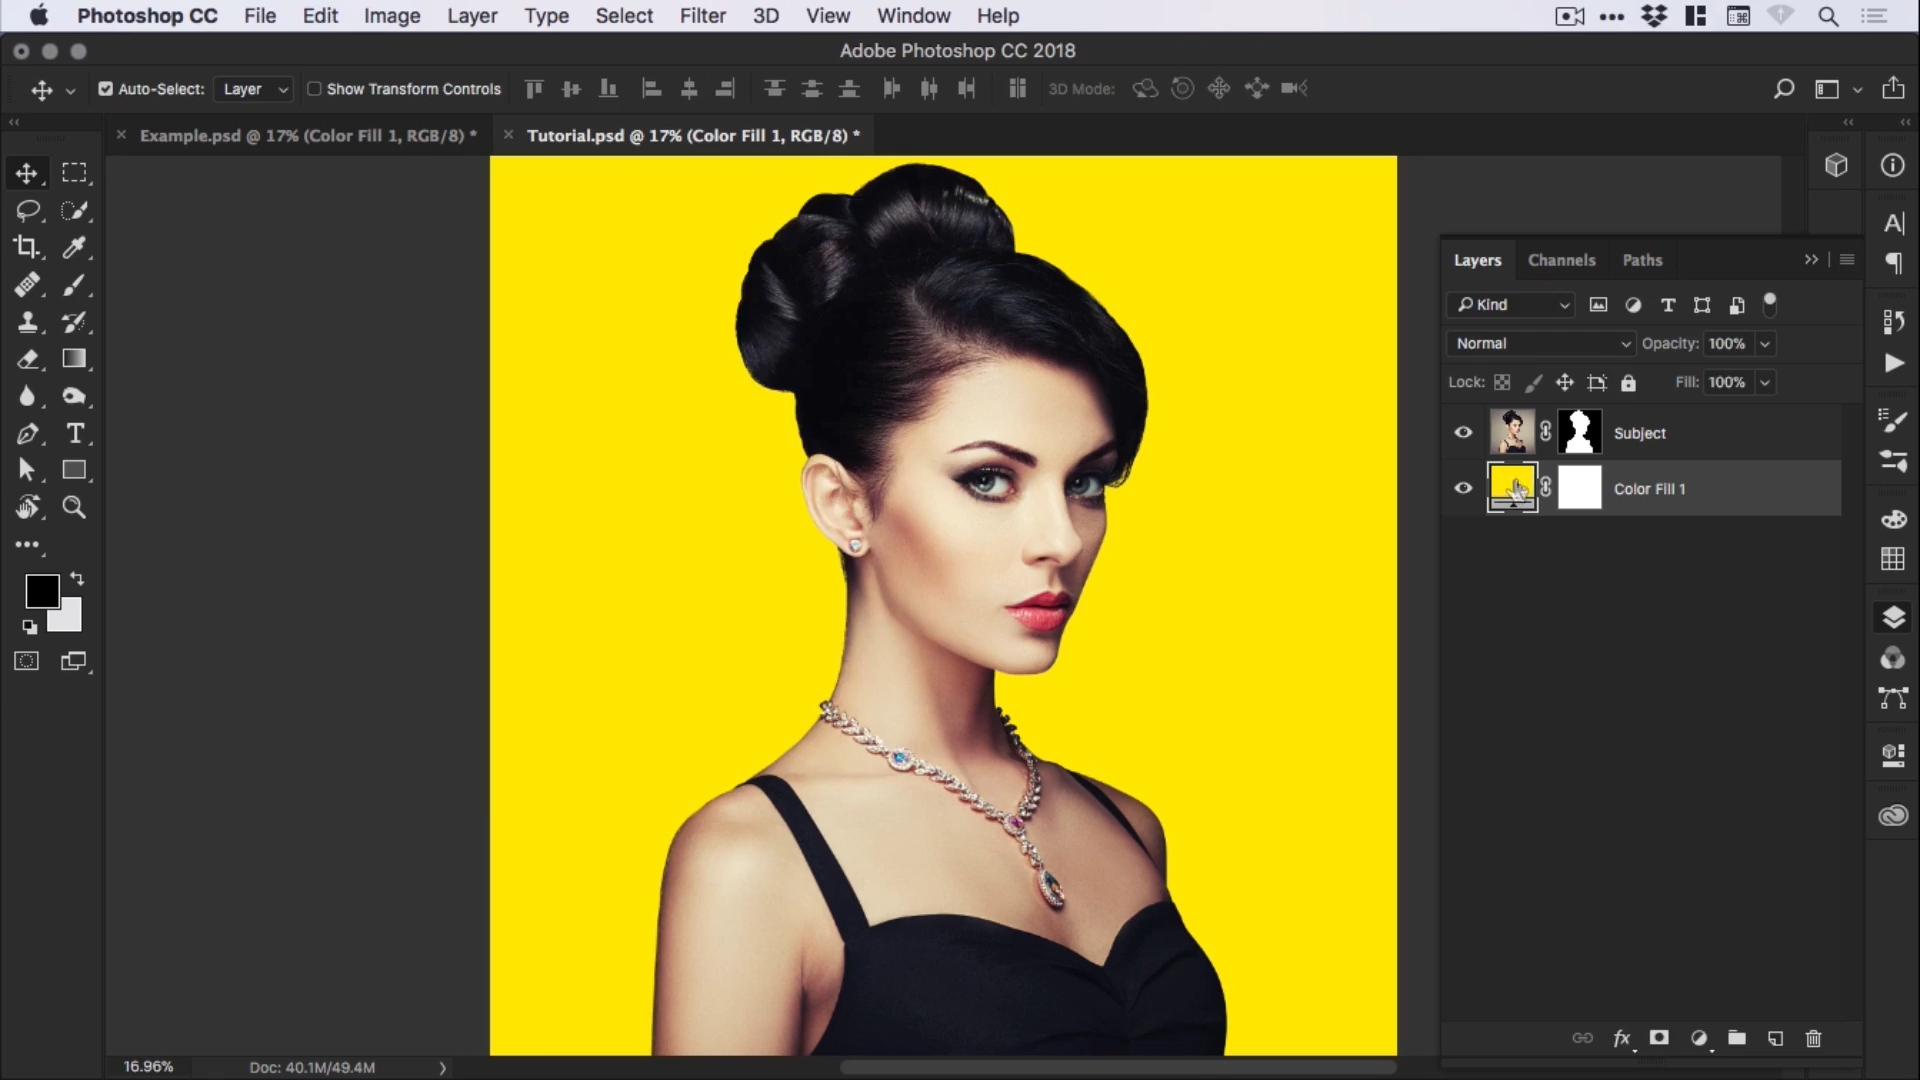 Photoshop CC File Edit Image Layer Type Select Filter 3D View Window Help
Adobe Photoshop CC 2018
Auto-Select: Layer Show Transform Controls 3D Mode:
Example.psd @ 17% (Color Fill 1, RGB/8) * Tutorial.psd @ 17% (Color Fill 1, RGB/8) *
Layers Channels Paths
Kind
Normal Opacity: 100%
Lock: Fill: 100%
Subject
Color Fill 1
16.96% Doc: 40.1M/49.4M